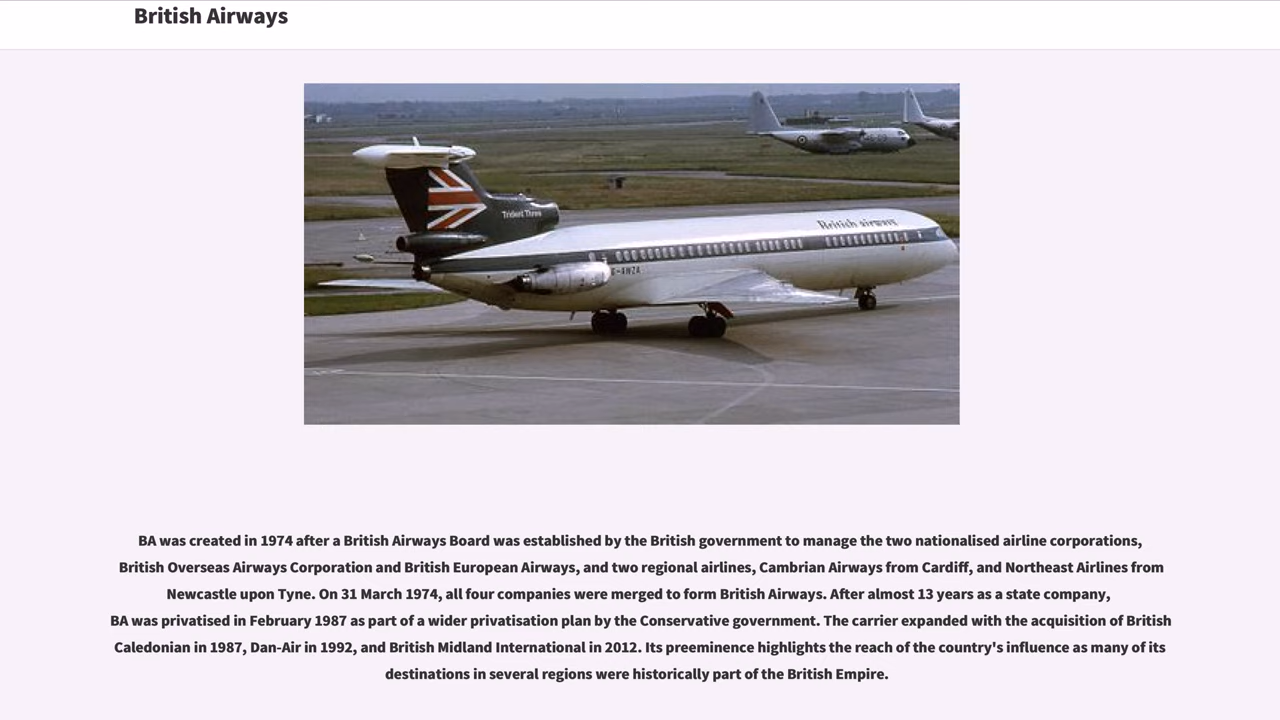 British Airways
Trident Three
British airways
G-AWZA
BA was created in 1974 after a British Airways Board was established by the British government to manage the two nationalised airline corporations,
British Overseas Airways Corporation and British European Airways, and two regional airlines, Cambrian Airways from Cardiff, and Northeast Airlines from
Newcastle upon Tyne. On 31 March 1974, all four companies were merged to form British Airways. After almost 13 years as a state company,
BA was privatised in February 1987 as part of a wider privatisation plan by the Conservative government. The carrier expanded with the acquisition of British
Caledonian in 1987, Dan-Air in 1992, and British Midland International in 2012. Its preeminence highlights the reach of the country's influence as many of its
destinations in several regions were historically part of the British Empire.